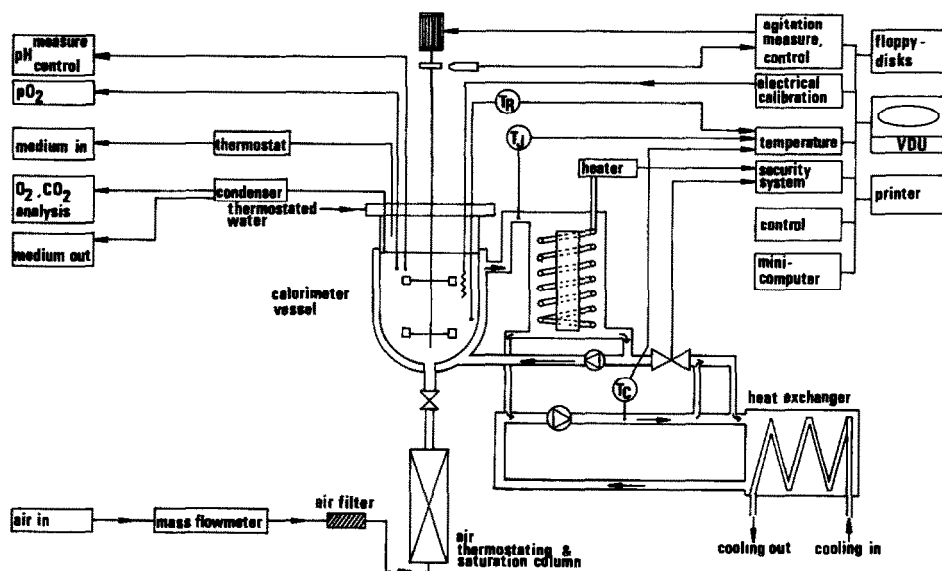 measure
pH control
pO2
medium in
O2, CO2
analysis
medium out
thermostat
condenser
thermostated
water
calorimeter
vessel
TR
TJ
heater
agitation
measure,
control
electrical
calibration
temperature
security
system
control
mini-
computer
floppy-
disks
VDU
printer
TC
heat exchanger
cooling out
cooling in
air in
mass flowmeter
air filter
air
thermostating &
saturation column